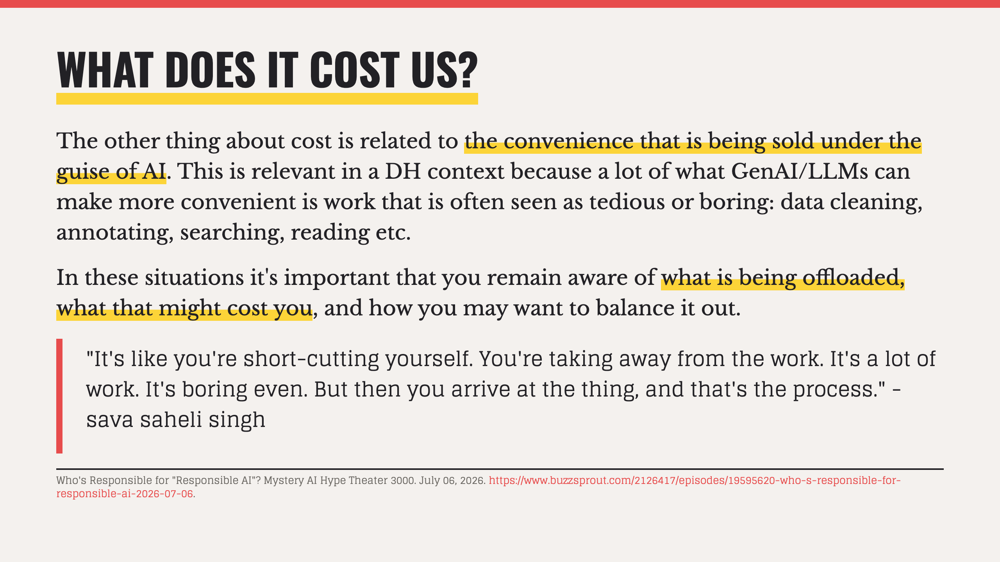 WHAT DOES IT COST US?
The other thing about cost is related to the convenience that is being sold under the
guise of AI. This is relevant in a DH context because a lot of what GenAI/LLMs can
make more convenient is work that is often seen as tedious or boring: data cleaning,
annotating, searching, reading etc.
In these situations it's important that you remain aware of what is being offloaded,
what that might cost you, and how you may want to balance it out.
"It's like you're short-cutting yourself. You're taking away from the work. It's a lot of
work. It's boring even. But then you arrive at the thing, and that's the process." -
sava saheli singh
Who's Responsible for "Responsible AI"? Mystery AI Hype Theater 3000. July 06, 2026. https://www.buzzsprout.com/2126417/episodes/19595620-who-s-responsible-for-
responsible-ai-2026-07-06.